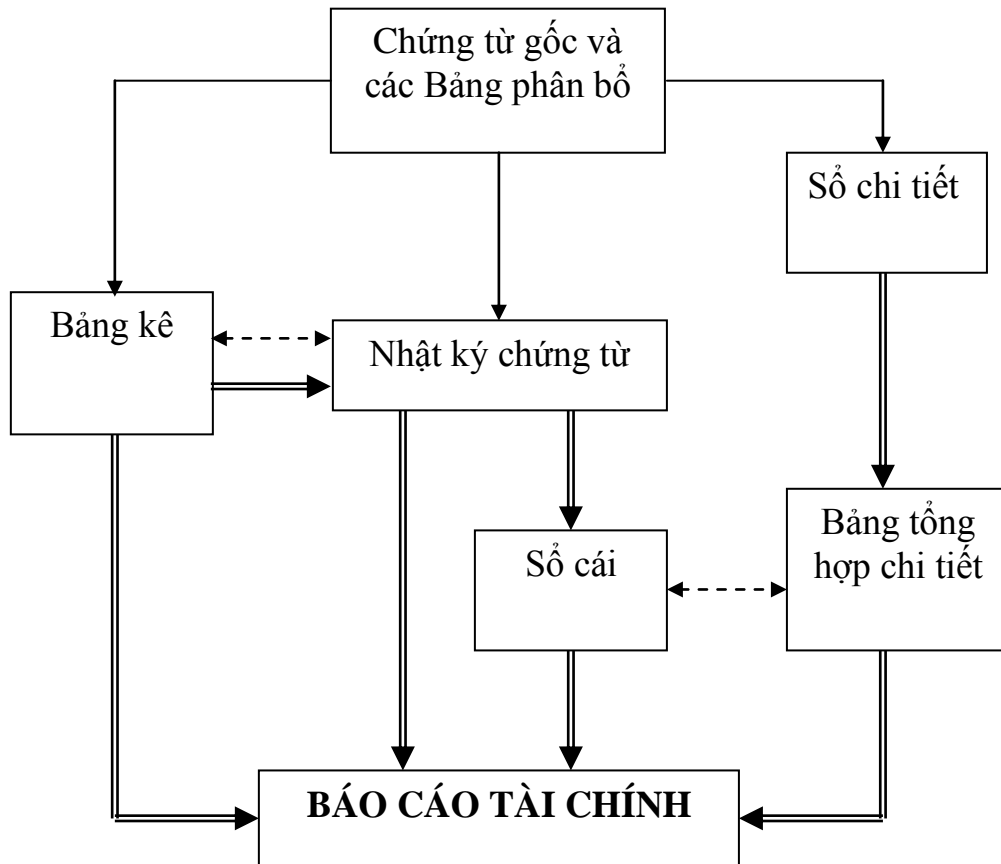 Chứng từ gốc và
các Bảng phân bổ
Sổ chi tiết
Bảng kê
Nhật ký chứng từ
Bảng tổng
hợp chi tiết
Sổ cái
BÁO CÁO TÀI CHÍNH